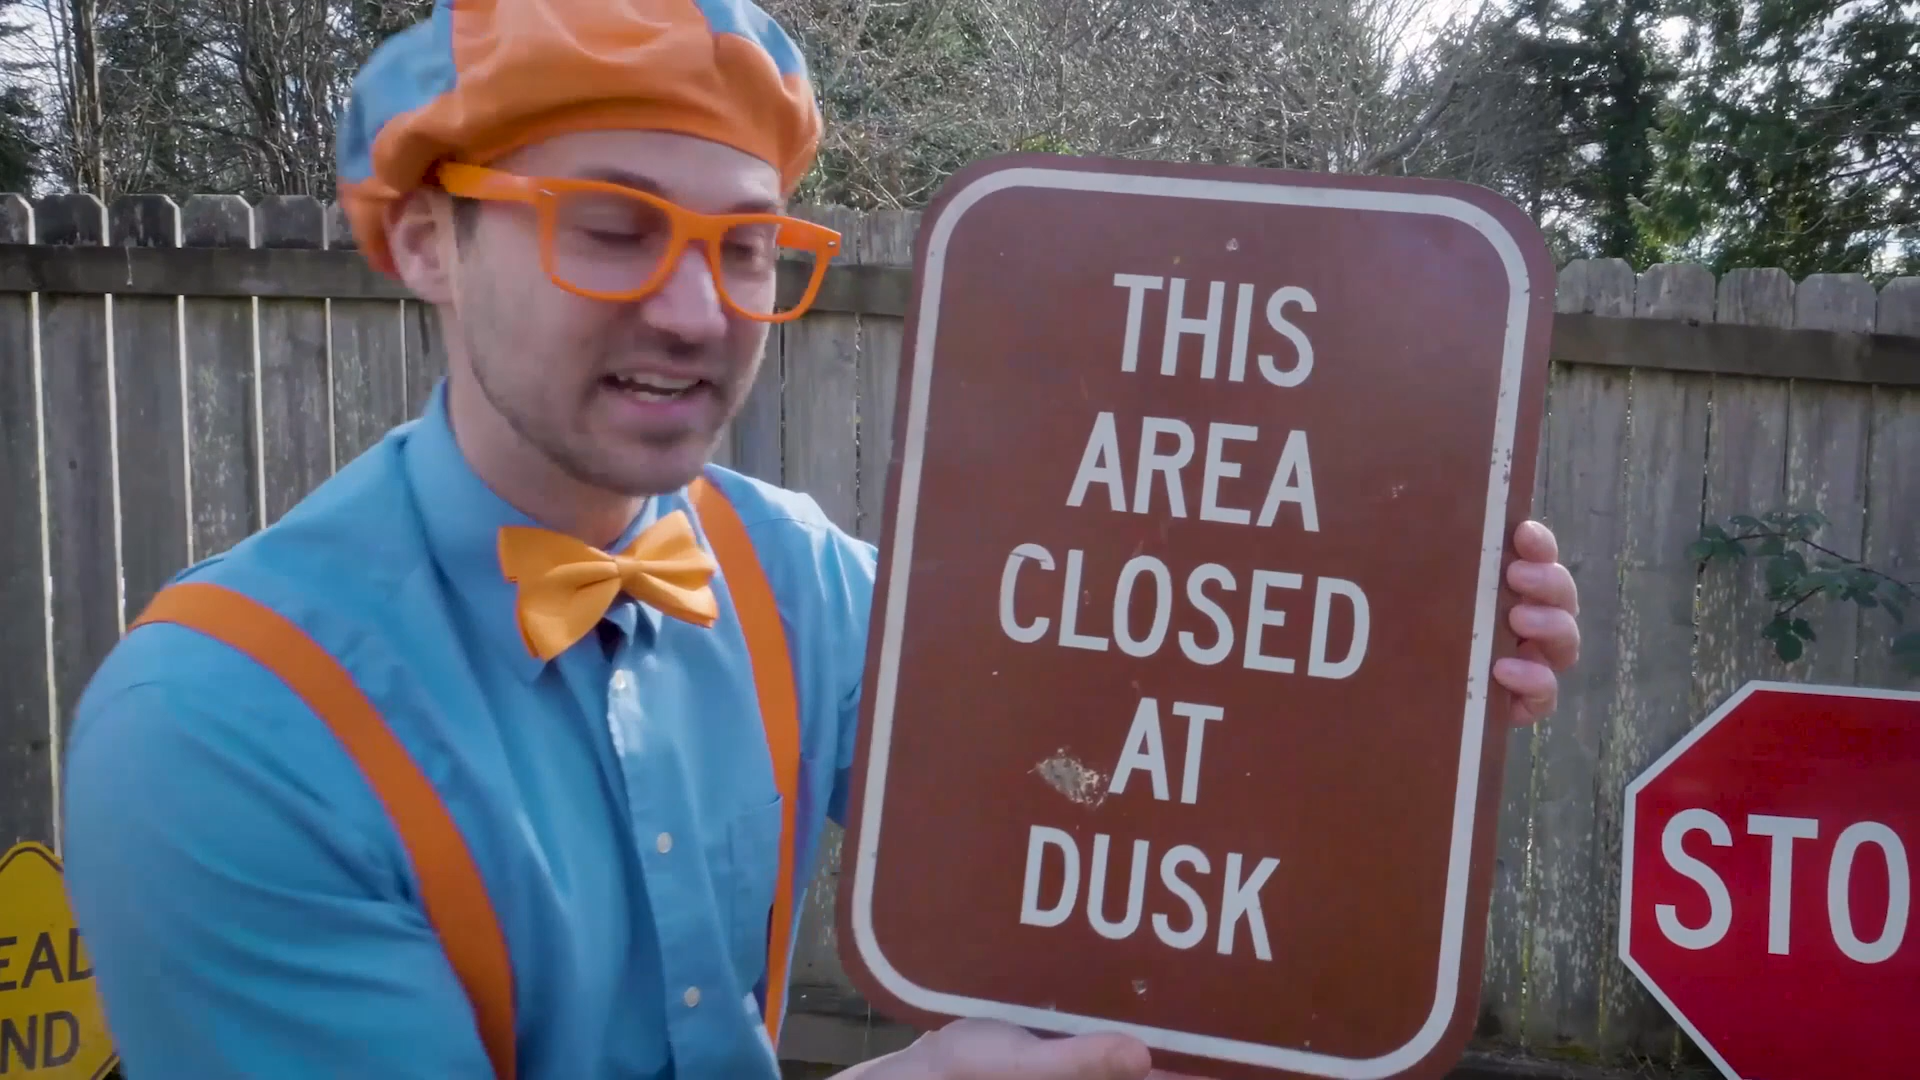 THIS
AREA
CLOSED
AT
DUSK
STO
EAD
ND